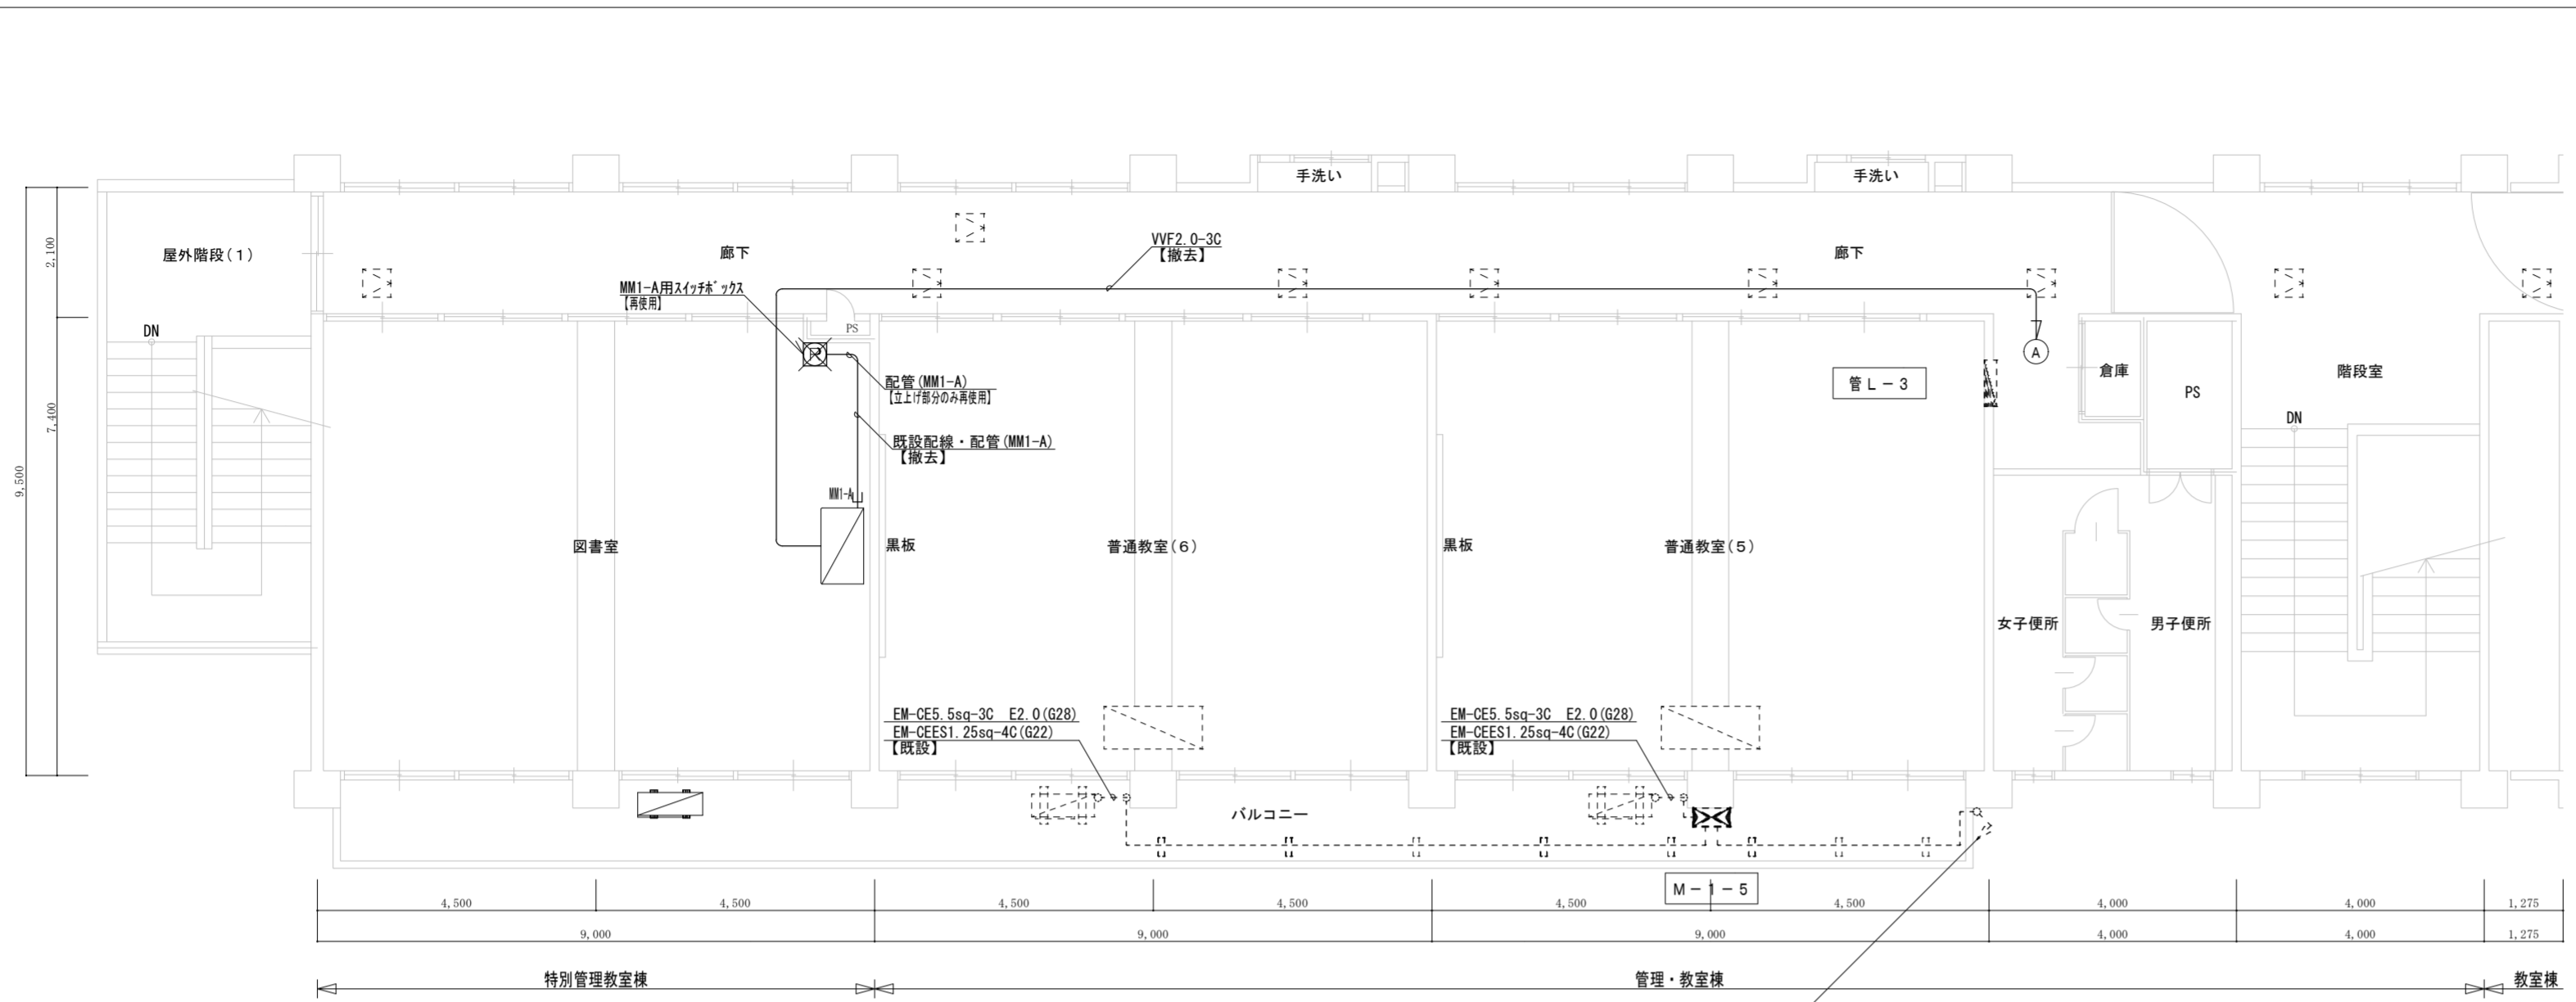 手洗い
手洗い
2,100
屋外階段(1)
廊下
VVF2.0-3C
【撤去】
廊下
MM1-A用スイッチボックス
【再使用】
DN
PS
R
A
配管(MM1-A)
【立上げ部分のみ再使用】
管L-3
倉庫
PS
階段室
7,400
9,500
DN
既設配線・配管(MM1-A)
【撤去】
MM1-A
図書室
黒板
普通教室(6)
黒板
普通教室(5)
女子便所
男子便所
EM-CE5.5sq-3C E2.0(G28)
EM-CEES1.25sq-4C(G22)
【既設】
EM-CE5.5sq-3C E2.0(G28)
EM-CEES1.25sq-4C(G22)
【既設】
バルコニー
M-1-5
4,500 4,500 4,500 4,500 4,500 4,500 4,000 4,000 1,275
9,000 9,000 9,000 4,000 4,000 1,275
特別管理教室棟 管理・教室棟 教室棟